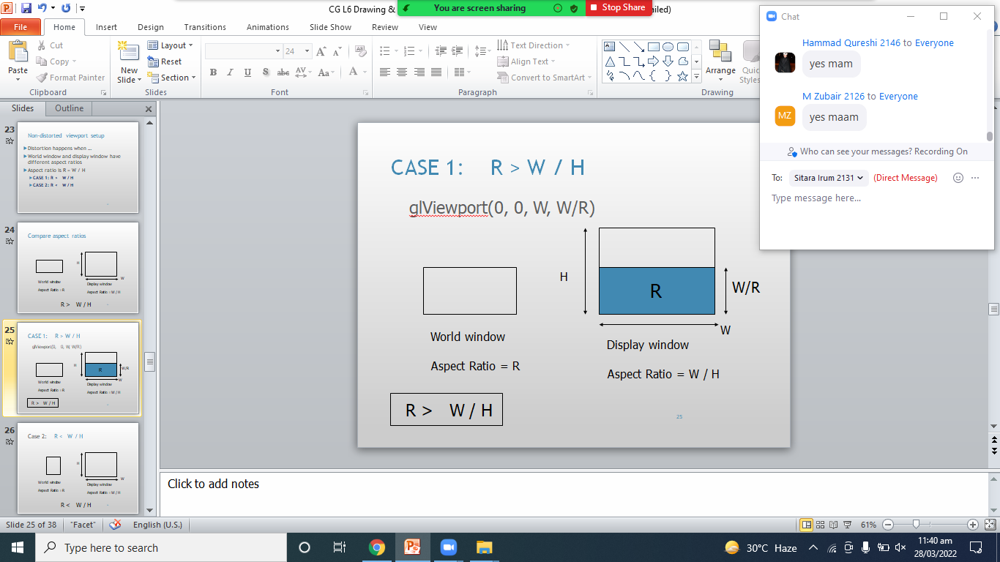 CG L6 Drawing &
You are screen sharing
Stop Share
ailed)
File
Home
Insert
Design
Transitions
Animations
Slide Show
Review
View
Paste
Cut
Copy
Format Painter
Clipboard
New
Slide
Layout
Reset
Section
Slides
24
B I U S abc AV Aa A
Font
Text Direction
Align Text
Convert to SmartArt
Paragraph
Arrange
Quic
Styles
Drawing
Chat
Hammad Qureshi 2146 to Everyone
yes mam
M Zubair 2126 to Everyone
MZ
yes maam
Who can see your messages? Recording On
To: Sitara Irum 2131 (Direct Message)
Type message here...
Slides
Outline
23
Non-distorted viewport setup
Distortion happens when ...
World window and display window have
different aspect ratios
Aspect ratio is R = W / H
CASE 1: R > W / H
CASE 2: R < W / H
24
Compare aspect ratios
H
W
World window
Aspect Ratio = R
Display window
Aspect Ratio = W / H
R > W / H
25
CASE 1: R > W / H
glViewport(0, 0, W, W/R)
H
R
W/R
W
World window
Aspect Ratio = R
Display window
Aspect Ratio = W / H
R > W / H
26
Case 2: R < W / H
H
W
World window
Aspect Ratio = R
Display window
Aspect Ratio = W / H
R < W / H
CASE 1: R > W / H
glViewport(0, 0, W, W/R)
H
R
W/R
W
World window
Display window
Aspect Ratio = R
Aspect Ratio = W / H
R > W / H
25
Click to add notes
Slide 25 of 38
"Facet"
English (U.S.)
61%
Type here to search
30°C Haze
11:40 am
28/03/2022